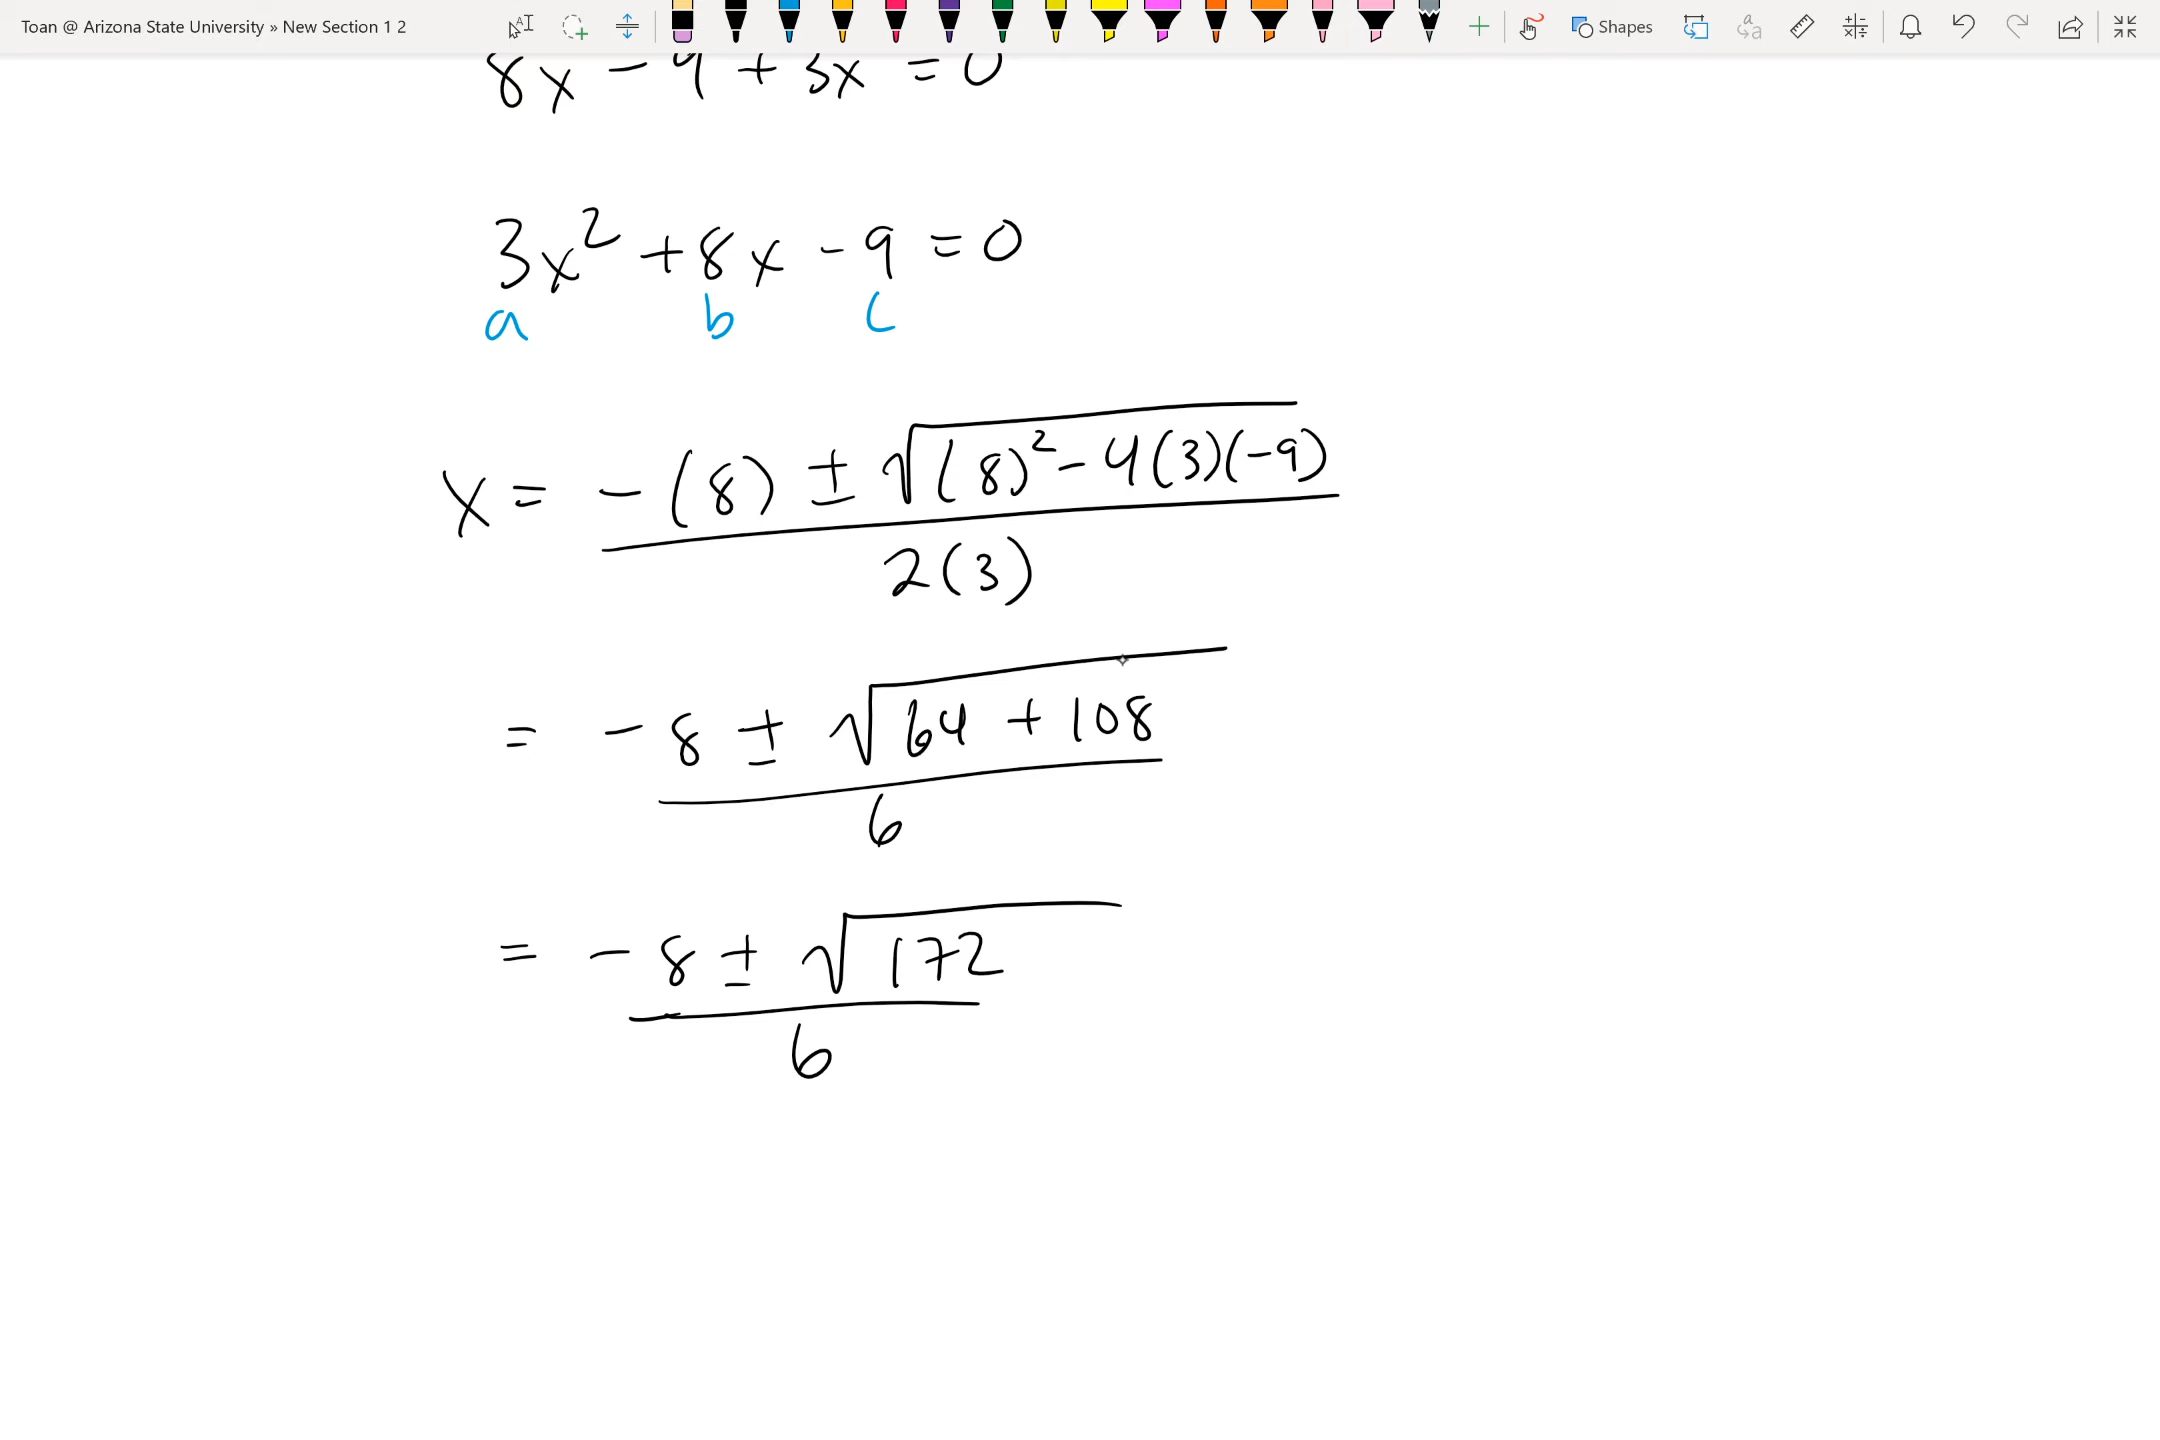 Toan @ Arizona State University » New Section 1 2
Shapes
8x - 9 + 3x = 0
3x² + 8x - 9 = 0
a b c
x = -(8) ± √(8)² - 4(3)(-9)
2(3)
= -8 ± √64 + 108
6
= -8 ± √172
6